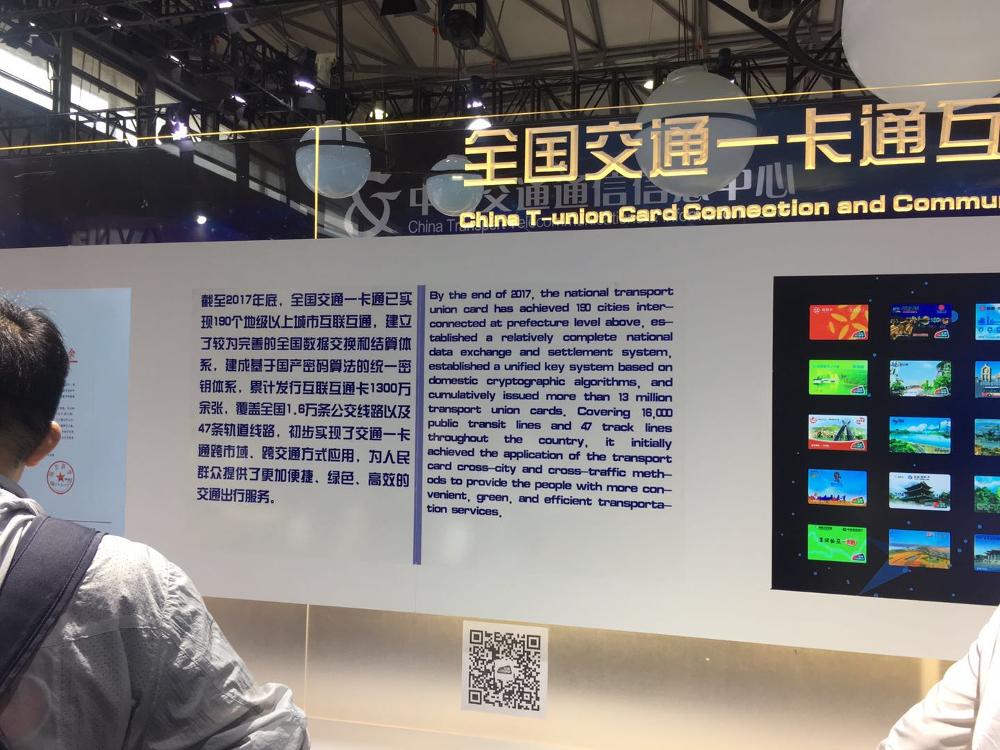 全国交通一卡通互
中国交通通信信息中心
China T-union Card Connection and Commu
截至2017年底，全国交通一卡通已实
现190个地级以上城市互联互通，建立
了较为完善的全国数据交换和结算体
系，建成基于国产密码算法的统一密
钥体系，累计发行互联互通卡1300万
余张，覆盖全国1.6万条公交线路以及
47条轨道线路，初步实现了交通一卡
通跨市域、跨交通方式应用，为人民
群众提供了更加便捷、绿色、高效的
交通出行服务。
By the end of 2017, the national transport
union card has achieved 190 cities inter-
connected at prefecture level above, es-
tablished a relatively complete national
data exchange and settlement system,
established a unified key system based on
domestic cryptographic algorithms, and
cumulatively issued more than 13 million
transport union cards. Covering 16,000
public transit lines and 47 track lines
throughout the country, it initially
achieved the application of the transport
card cross-city and cross-traffic meth-
ods to provide the people with more con-
venient, green, and efficient transporta-
tion services.